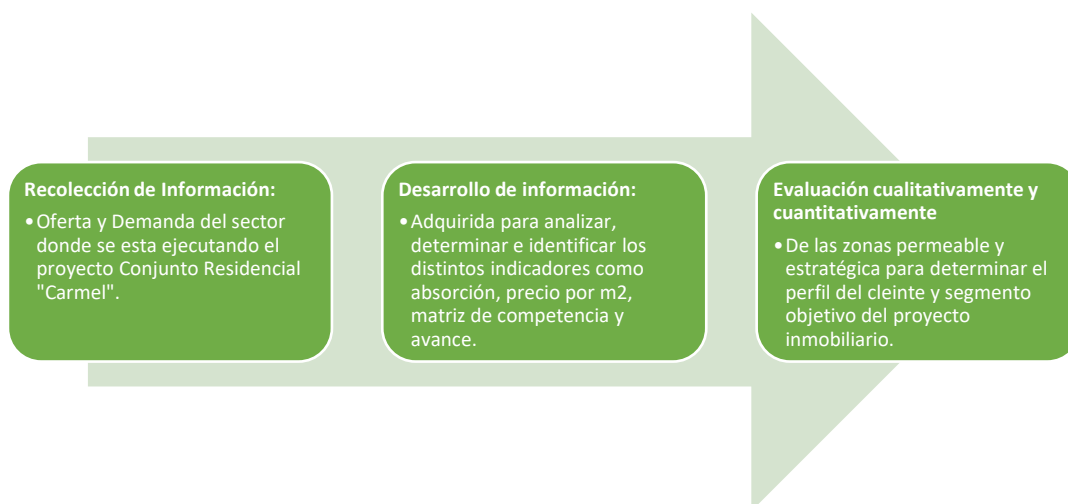 Recolección de Información:
•Oferta y Demanda del sector
donde se esta ejecutando el
proyecto Conjunto Residencial
"Carmel".
Desarrollo de información:
•Adquirida para analizar,
determinar e identificar los
distintos indicadores como
absorción, precio por m2,
matriz de competencia y
avance.
Evaluación cualitativamente y
cuantitativamente
•De las zonas permeable y
estratégica para determinar el
perfil del cleinte y segmento
objetivo del proyecto
inmobiliario.